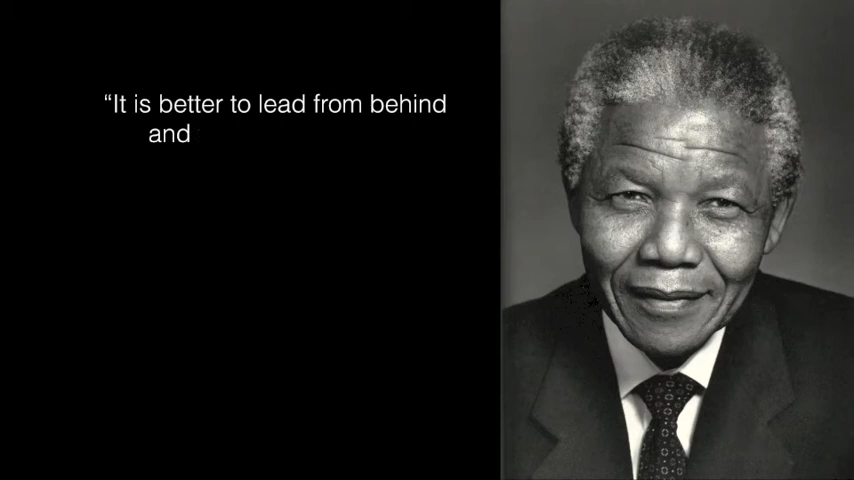 “It is better to lead from behind
and